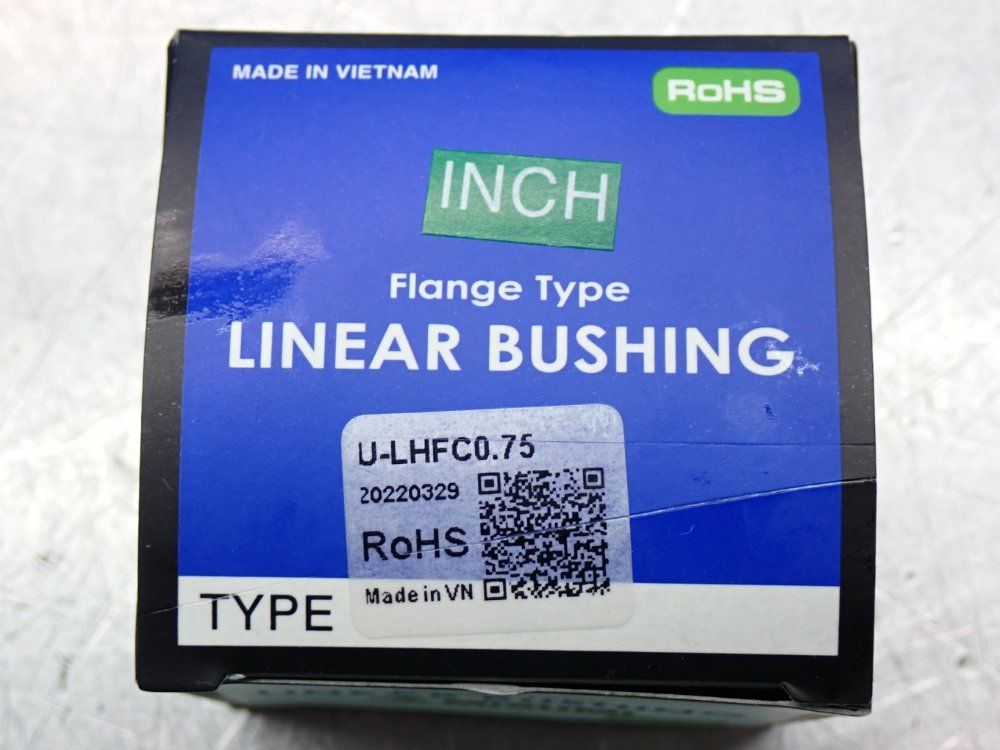 MADE IN VIETNAM
RoHS
INCH
Flange Type
LINEAR BUSHING
U-LHFC0.75
20220329
RoHS
Made in VN
TYPE